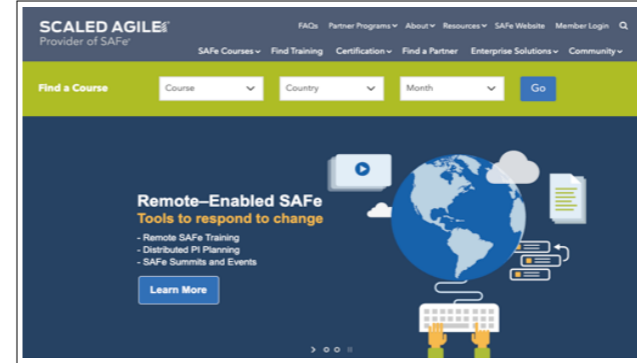 SCALED AGILE®
Provider of SAFe®
FAQs Partner Programs About Resources SAFe Website Member Login
SAFe Courses Find Training Certification Find a Partner Enterprise Solutions Community
Find a Course Course Country Month Go
Remote–Enabled SAFe
Tools to respond to change
- Remote SAFe Training
- Distributed PI Planning
- SAFe Summits and Events
Learn More